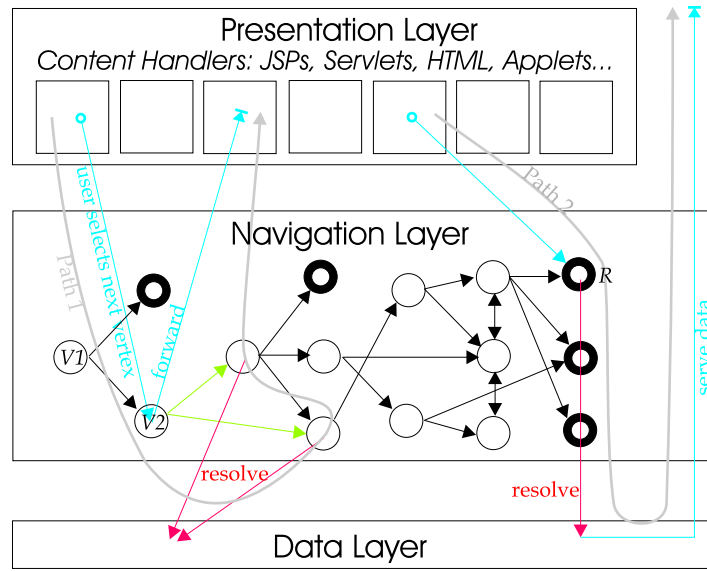 Presentation Layer
Content Handlers: JSPs, Servlets, HTML, Applets...
user selects next vertex
forward
Path 1
Path 2
Navigation Layer
V1
V2
R
resolve
resolve
serve data
Data Layer